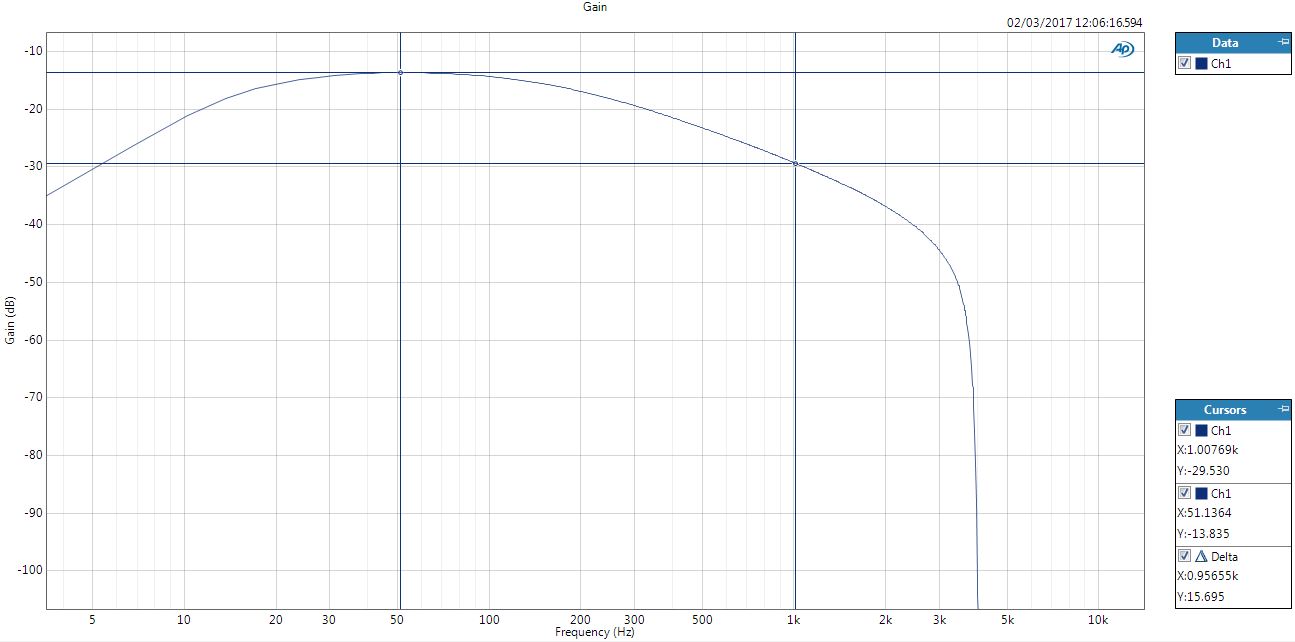 Gain
02/03/2017 12:06:16.594
AP
Data
Ch1
-10
-20
-30
-40
-50
-60
-70
-80
-90
-100
Gain (dB)
5 10 20 30 50 100 200 300 500 1k 2k 3k 5k 10k
Frequency (Hz)
Cursors
Ch1
X:1.00769k
Y:-29.530
Ch1
X:51.1364
Y:-13.835
Delta
X:0.95655k
Y:15.695